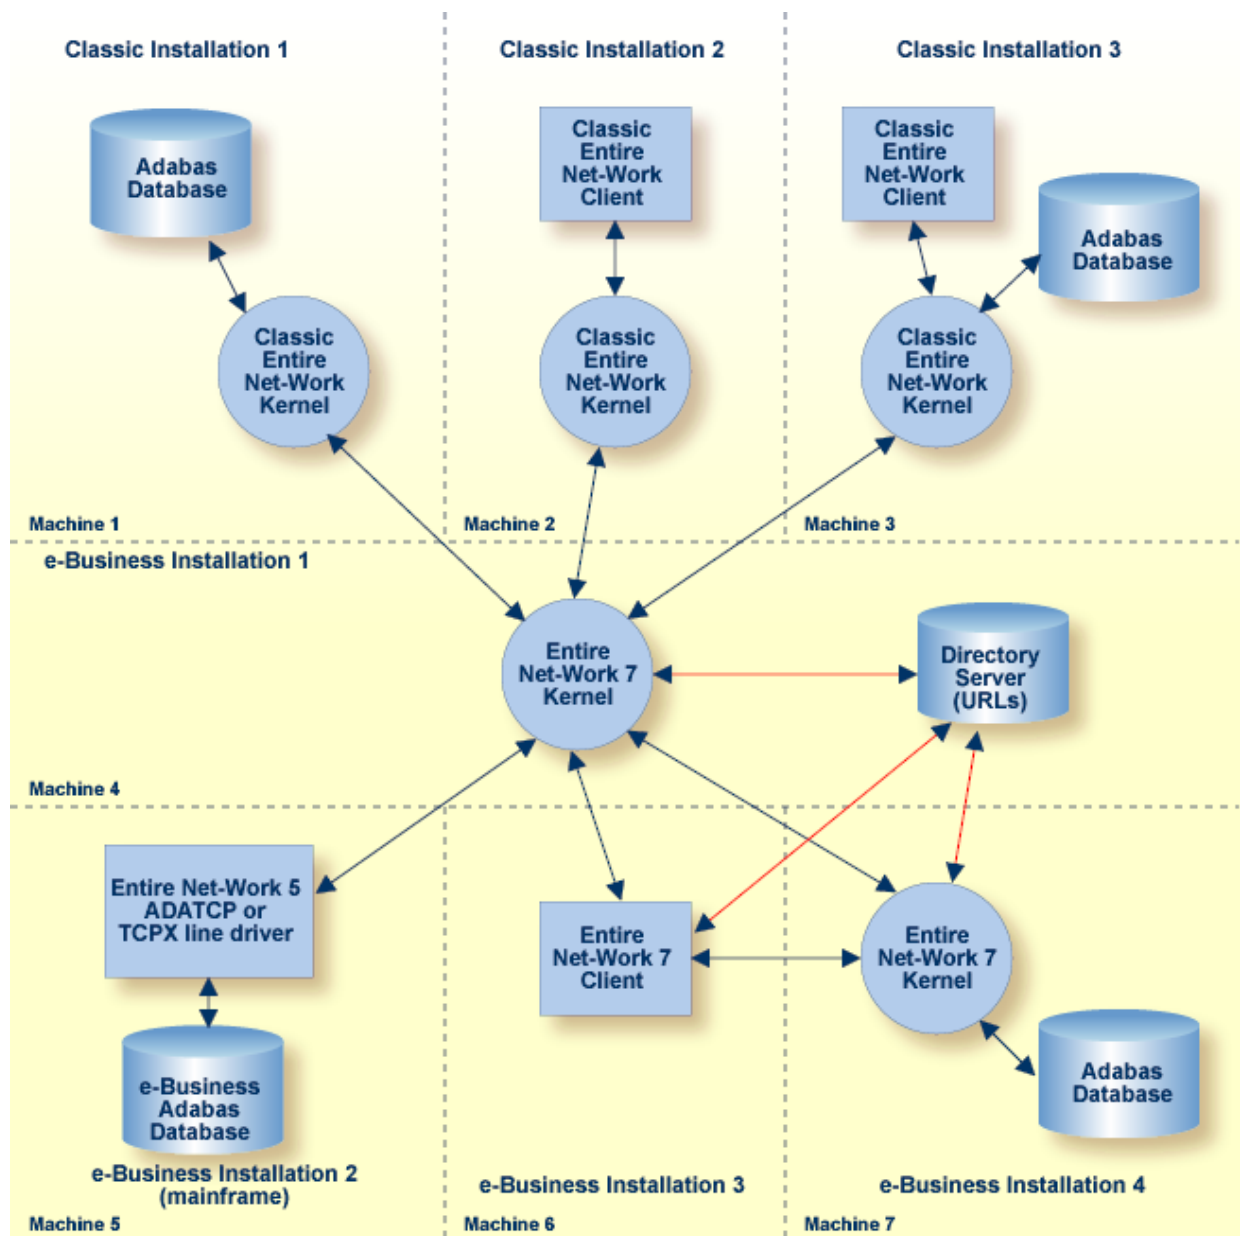 Classic Installation 1
Classic Installation 2
Classic Installation 3
Adabas
Database
Classic
Entire
Net-Work
Client
Classic
Entire
Net-Work
Client
Adabas
Database
Classic
Entire
Net-Work
Kernel
Classic
Entire
Net-Work
Kernel
Classic
Entire
Net-Work
Kernel
Machine 1
Machine 2
Machine 3
e-Business Installation 1
Entire
Net-Work 7
Kernel
Directory
Server
(URLs)
Machine 4
Entire Net-Work 5
ADATCP or
TCPX line driver
Entire
Net-Work 7
Client
Entire
Net-Work 7
Kernel
e-Business
Adabas
Database
Adabas
Database
e-Business Installation 2
(mainframe)
e-Business Installation 3
e-Business Installation 4
Machine 5
Machine 6
Machine 7